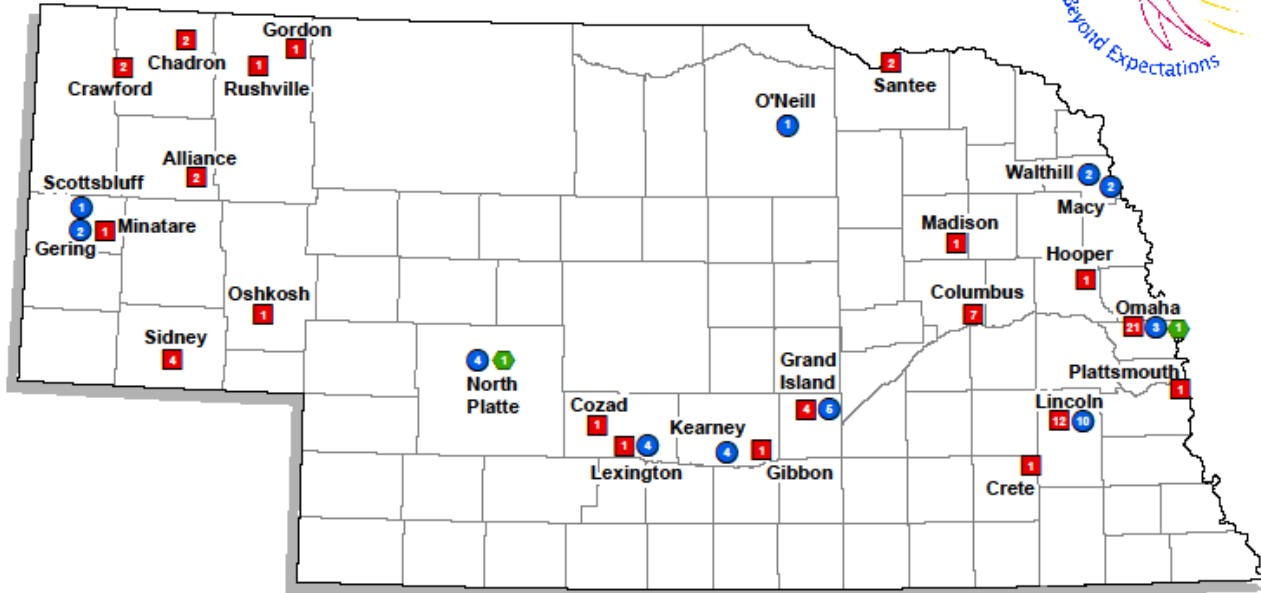 Beyond Expectations
Gordon
1
2
Chadron
2
Crawford
1
Rushville
2
Santee
O'Neill
1
Alliance
2
Scottsbluff
1
2
Gering
1
Minatare
Walthill
2
2
Macy
Madison
1
Hooper
1
Oshkosh
1
Columbus
7
Omaha
21
3
1
Sidney
4
4
1
North
Platte
Grand
Island
4
5
Plattsmouth
1
Lincoln
12
10
Cozad
1
1
4
Lexington
Kearney
4
1
Gibbon
1
Crete